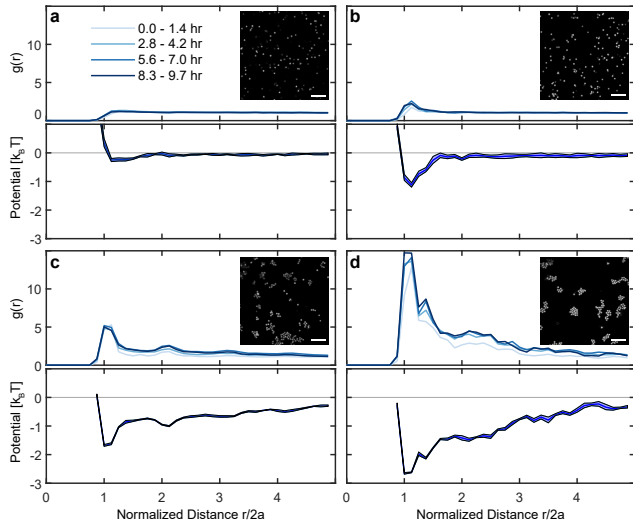 a
b
0.0 - 1.4 hr
2.8 - 4.2 hr
5.6 - 7.0 hr
8.3 - 9.7 hr
g(r)
15
10
5
0
Potential [kBT]
0
-1
-2
-3
c
d
g(r)
10
5
0
Potential [kBT]
0
-1
-2
-3
0 1 2 3 4
0 1 2 3 4
Normalized Distance r/2a
Normalized Distance r/2a